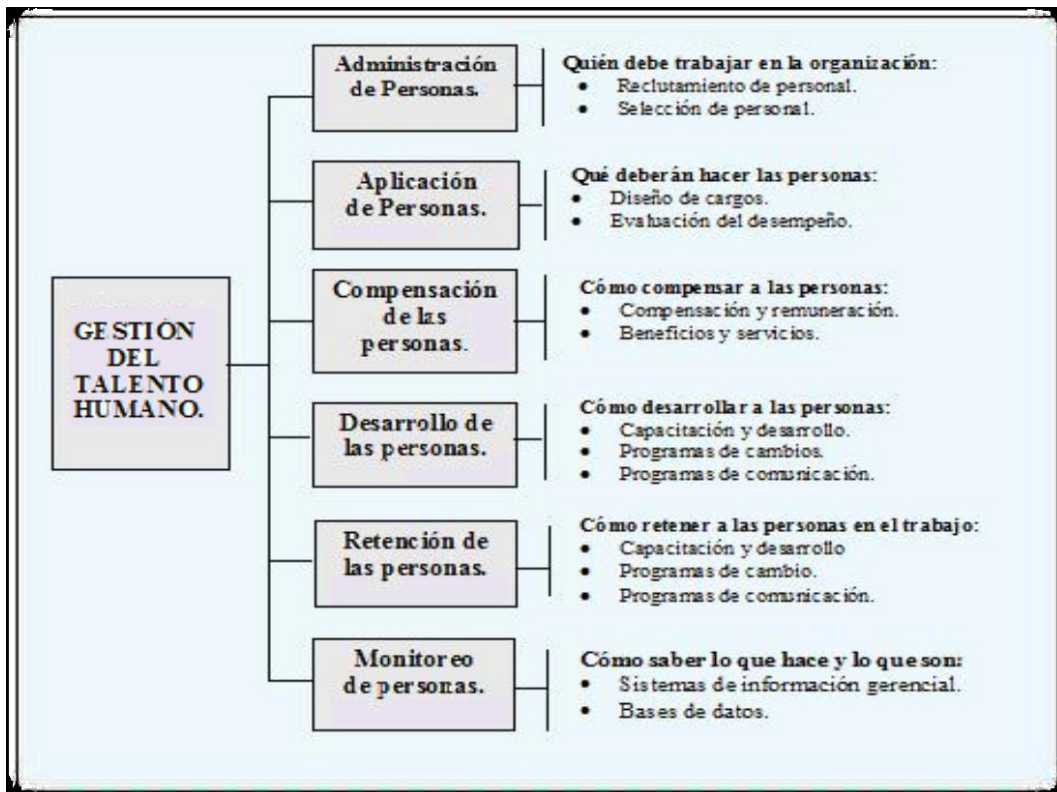 GESTIÓN
DEL
TALENTO
HUMANO.
Administración
de Personas.
Quién debe trabajar en la organización:
• Reclutamiento de personal.
• Selección de personal.
Aplicación
de Personas.
Qué deberán hacer las personas:
• Diseño de cargos.
• Evaluación del desempeño.
Compensación
de las
personas.
Cómo compensar a las personas:
• Compensación y remuneración.
• Beneficios y servicios.
Desarrollo de
las personas.
Cómo desarrollar a las personas:
• Capacitación y desarrollo.
• Programas de cambios.
• Programas de comunicación.
Retención de
las personas.
Cómo retener a las personas en el trabajo:
• Capacitación y desarrollo
• Programas de cambio.
• Programas de comunicación.
Monitoreo
de personas.
Cómo saber lo que hace y lo que son:
• Sistemas de información gerencial.
• Bases de datos.